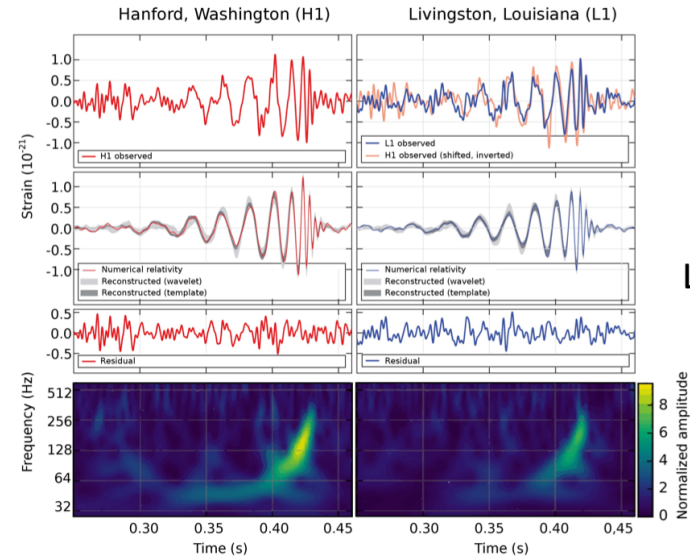 Hanford, Washington (H1)
Livingston, Louisiana (L1)
Strain (10⁻²¹)
1.0
0.5
0.0
-0.5
-1.0
H1 observed
L1 observed
H1 observed (shifted, inverted)
1.0
0.5
0.0
-0.5
-1.0
Numerical relativity
Reconstructed (wavelet)
Reconstructed (template)
Numerical relativity
Reconstructed (wavelet)
Reconstructed (template)
0.5
0.0
-0.5
Residual
Residual
Frequency (Hz)
512
256
128
64
32
0.30
0.35
0.40
0.45
Time (s)
0.30
0.35
0.40
0,45
Time (s)
8
6
4
2
0
Normalized amplitude